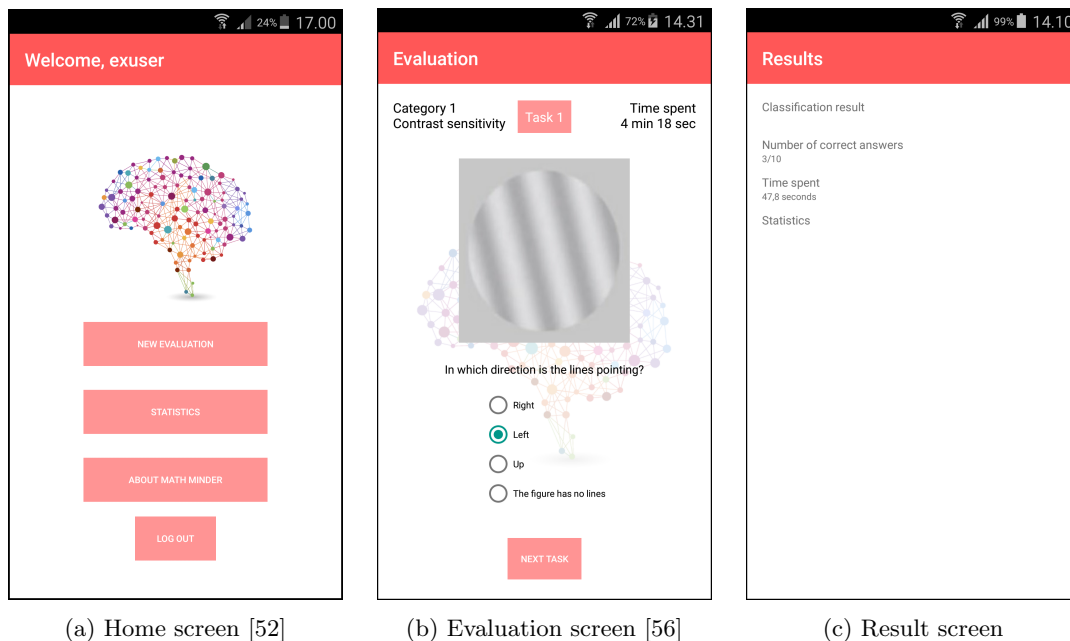 24% 17.00
Welcome, exuser
NEW EVALUATION
STATISTICS
ABOUT MATH MINDER
LOG OUT
(a) Home screen [52]
72% 14.31
Evaluation
Category 1
Contrast sensitivity
Task 1
Time spent
4 min 18 sec
In which direction is the lines pointing?
Right
Left
Up
The figure has no lines
NEXT TASK
(b) Evaluation screen [56]
99% 14.10
Results
Classification result
Number of correct answers
3/10
Time spent
47,8 seconds
Statistics
(c) Result screen